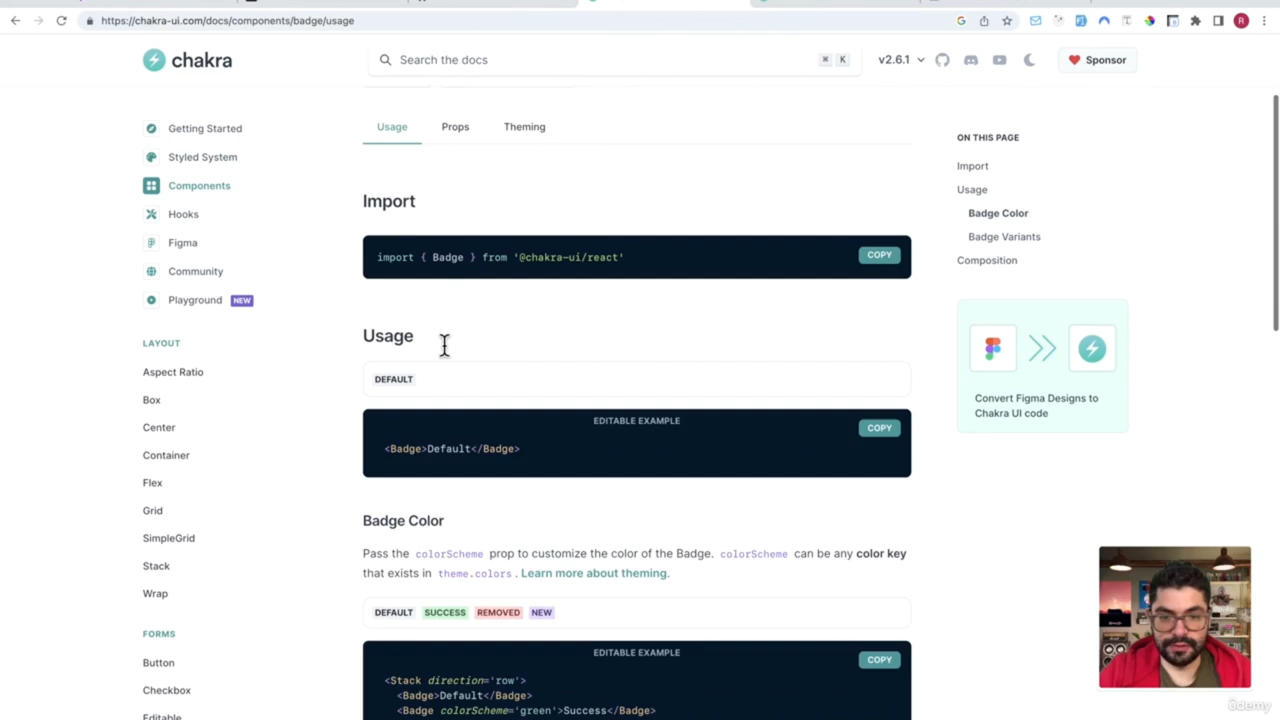 https://chakra-ui.com/docs/components/badge/usage
R
chakra
Search the docs
⌘ K
v2.6.1
Sponsor
Getting Started
Styled System
Components
Hooks
Figma
Community
Playground NEW
LAYOUT
Aspect Ratio
Box
Center
Container
Flex
Grid
SimpleGrid
Stack
Wrap
FORMS
Button
Checkbox
Editable
Usage Props Theming
Import
import { Badge } from '@chakra-ui/react'
COPY
Usage
DEFAULT
EDITABLE EXAMPLE
COPY
<Badge>Default</Badge>
Badge Color
Pass the colorScheme prop to customize the color of the Badge. colorScheme can be any color key
that exists in theme.colors . Learn more about theming.
DEFAULT SUCCESS REMOVED NEW
EDITABLE EXAMPLE
COPY
<Stack direction='row'>
<Badge>Default</Badge>
<Badge colorScheme='green'>Success</Badge>
ON THIS PAGE
Import
Usage
Badge Color
Badge Variants
Composition
Convert Figma Designs to
Chakra UI code
ûdemy